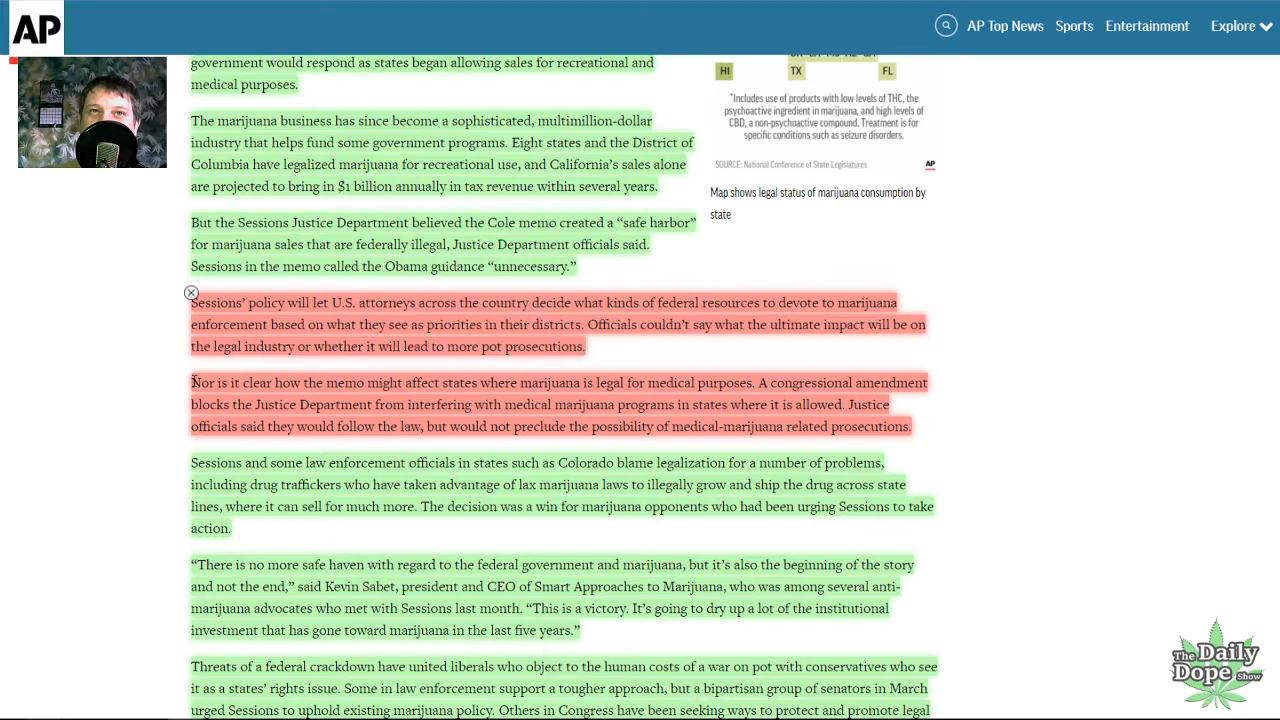 AP
AP Top News
Sports
Entertainment
Explore
government would respond as states began allowing sales for recreational and
medical purposes.
The marijuana business has since become a sophisticated, multimillion-dollar
industry that helps fund some government programs. Eight states and the District of
Columbia have legalized marijuana for recreational use, and California’s sales alone
are projected to bring in $1 billion annually in tax revenue within several years.
But the Sessions Justice Department believed the Cole memo created a “safe harbor”
for marijuana sales that are federally illegal, Justice Department officials said.
Sessions in the memo called the Obama guidance “unnecessary.”
HI
TX
FL
*Includes use of products with low levels of THC, the
psychoactive ingredient in marijuana, and high levels of
CBD, a non-psychoactive compound. Treatment is for
specific conditions such as seizure disorders.
SOURCE: National Conference of State Legislatures
AP
Map shows legal status of marijuana consumption by
state
Sessions’ policy will let U.S. attorneys across the country decide what kinds of federal resources to devote to marijuana
enforcement based on what they see as priorities in their districts. Officials couldn’t say what the ultimate impact will be on
the legal industry or whether it will lead to more pot prosecutions.
Nor is it clear how the memo might affect states where marijuana is legal for medical purposes. A congressional amendment
blocks the Justice Department from interfering with medical marijuana programs in states where it is allowed. Justice
officials said they would follow the law, but would not preclude the possibility of medical-marijuana related prosecutions.
Sessions and some law enforcement officials in states such as Colorado blame legalization for a number of problems,
including drug traffickers who have taken advantage of lax marijuana laws to illegally grow and ship the drug across state
lines, where it can sell for much more. The decision was a win for marijuana opponents who had been urging Sessions to take
action.
“There is no more safe haven with regard to the federal government and marijuana, but it’s also the beginning of the story
and not the end,” said Kevin Sabet, president and CEO of Smart Approaches to Marijuana, who was among several anti-
marijuana advocates who met with Sessions last month. “This is a victory. It’s going to dry up a lot of the institutional
investment that has gone toward marijuana in the last five years.”
Threats of a federal crackdown have united liberals who object to the human costs of a war on pot with conservatives who see
it as a states’ rights issue. Some in law enforcement support a tougher approach, but a bipartisan group of senators in March
urged Sessions to uphold existing marijuana policy. Others in Congress have been seeking ways to protect and promote legal
The Daily
Dope Show